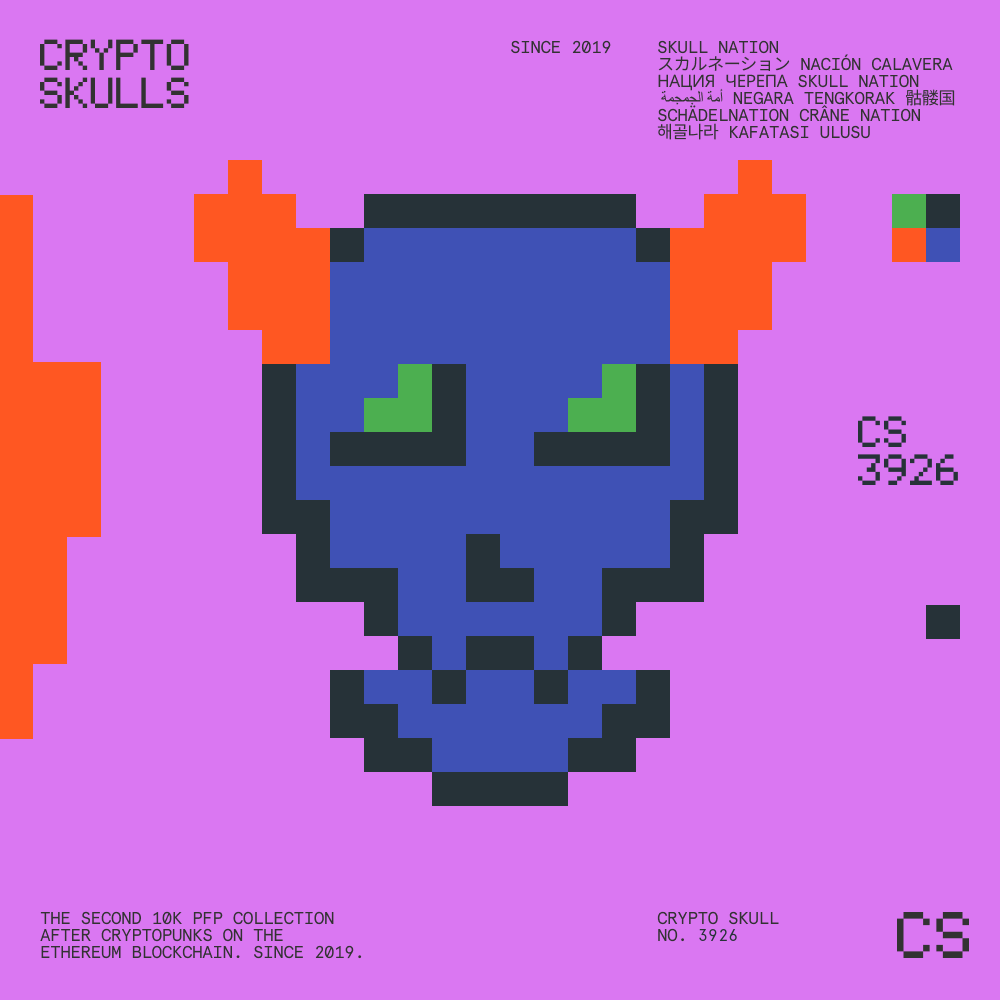 CRYPTO
SKULLS
SINCE 2019
SKULL NATION
スカルネーション NACIÓN CALAVERA
НАЦИЯ ЧЕРЕПА SKULL NATION
أمة الجمجمة NEGARA TENGKORAK 骷髅国
SCHÄDELNATION CRÂNE NATION
해골나라 KAFATASI ULUSU
CS
3926
THE SECOND 10K PFP COLLECTION
AFTER CRYPTOPUNKS ON THE
ETHEREUM BLOCKCHAIN. SINCE 2019.
CRYPTO SKULL
NO. 3926
CS